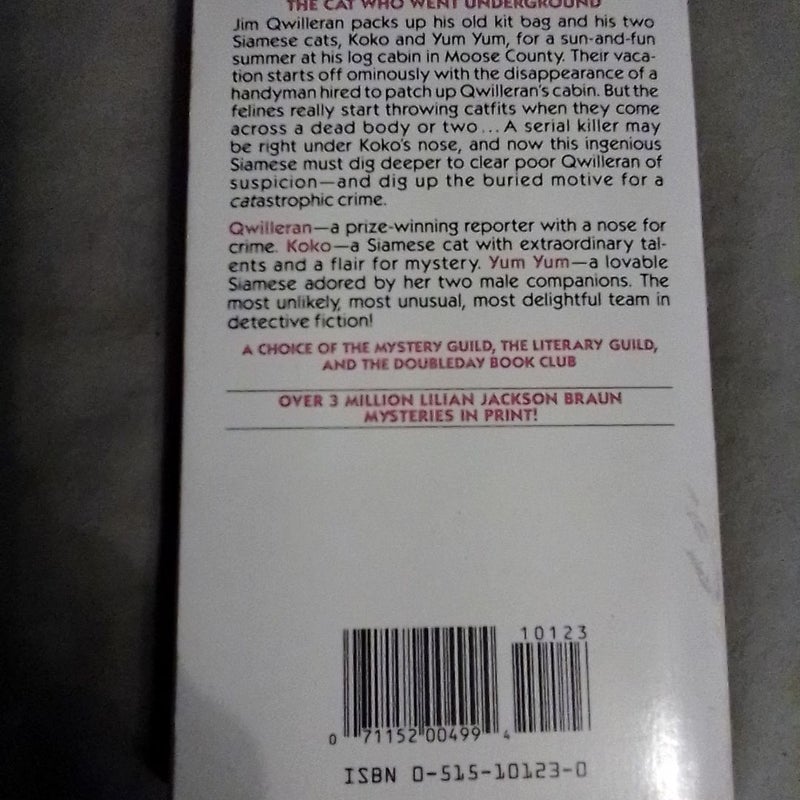 THE CAT WHO WENT UNDERGROUND
Jim Qwilleran packs up his old kit bag and his two
Siamese cats, Koko and Yum Yum, for a sun-and-fun
summer at his log cabin in Moose County. Their vaca-
tion starts off ominously with the disappearance of a
handyman hired to patch up Qwilleran's cabin. But the
felines really start throwing catfits when they come
across a dead body or two...A serial killer may
be right under Koko's nose, and now this ingenious
Siamese must dig deeper to clear poor Qwilleran of
suspicion—and dig up the buried motive for a
catastrophic crime.
Qwilleran—a prize-winning reporter with a nose for
crime. Koko—a Siamese cat with extraordinary tal-
ents and a flair for mystery. Yum Yum—a lovable
Siamese adored by her two male companions. The
most unlikely, most unusual, most delightful team in
detective fiction!
A CHOICE OF THE MYSTERY GUILD, THE LITERARY GUILD,
AND THE DOUBLEDAY BOOK CLUB
OVER 3 MILLION LILIAN JACKSON BRAUN
MYSTERIES IN PRINT!
10123
0 71152 00499 4
ISBN 0-515-10123-0